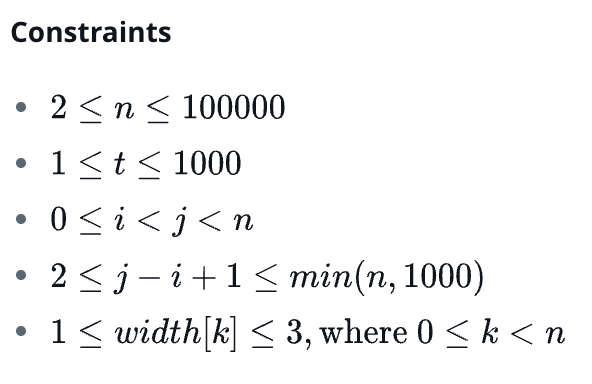 Constraints
• 2 ≤ n ≤ 100000
• 1 ≤ t ≤ 1000
• 0 ≤ i < j < n
• 2 ≤ j − i + 1 ≤ min(n, 1000)
• 1 ≤ width[k] ≤ 3, where 0 ≤ k < n